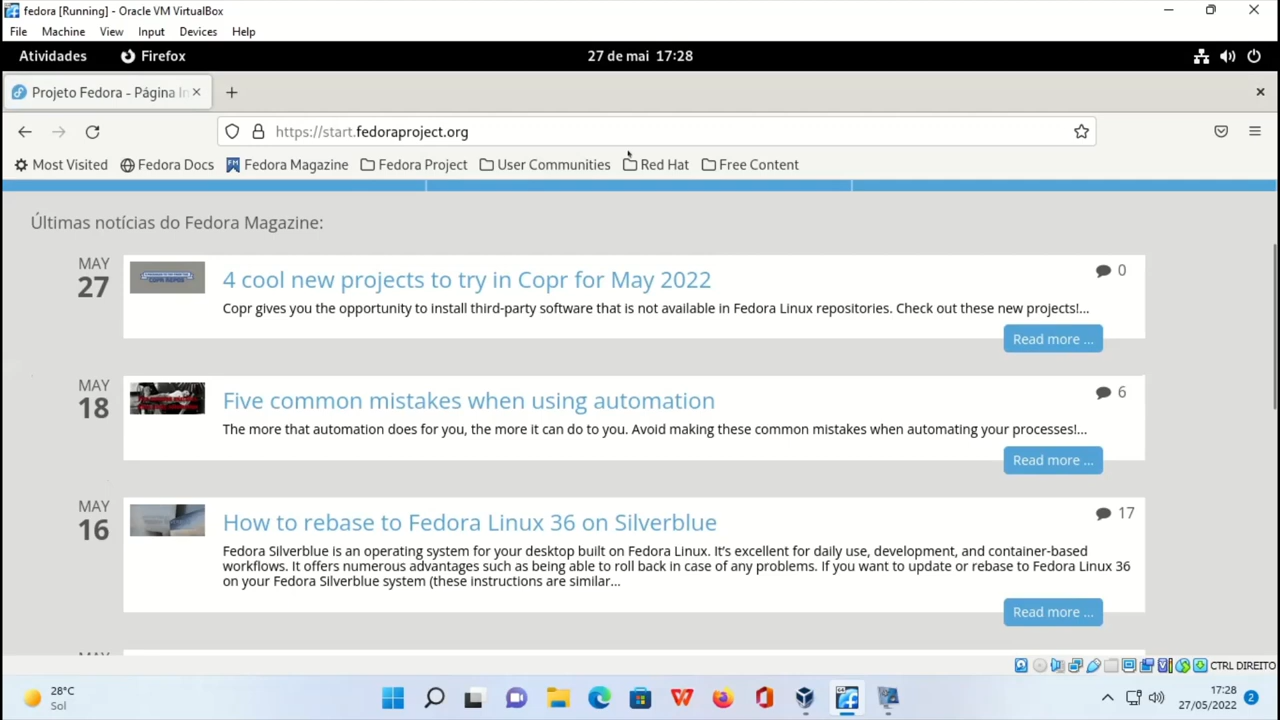 fedora [Running] - Oracle VM VirtualBox
File Machine View Input Devices Help
Atividades Firefox 27 de mai 17:28
Projeto Fedora - Página In
https://start.fedoraproject.org
Most Visited Fedora Docs Fedora Magazine Fedora Project User Communities Red Hat Free Content
Últimas notícias do Fedora Magazine:
MAY
27
4 cool new projects to try in Copr for May 2022
0
Copr gives you the opportunity to install third-party software that is not available in Fedora Linux repositories. Check out these new projects!...
Read more ...
MAY
18
Five common mistakes when using automation
6
The more that automation does for you, the more it can do to you. Avoid making these common mistakes when automating your processes!...
Read more ...
MAY
16
How to rebase to Fedora Linux 36 on Silverblue
17
Fedora Silverblue is an operating system for your desktop built on Fedora Linux. It's excellent for daily use, development, and container-based
workflows. It offers numerous advantages such as being able to roll back in case of any problems. If you want to update or rebase to Fedora Linux 36
on your Fedora Silverblue system (these instructions are similar...
Read more ...
CTRL DIREITO
28°C
Sol
17:28
27/05/2022
2